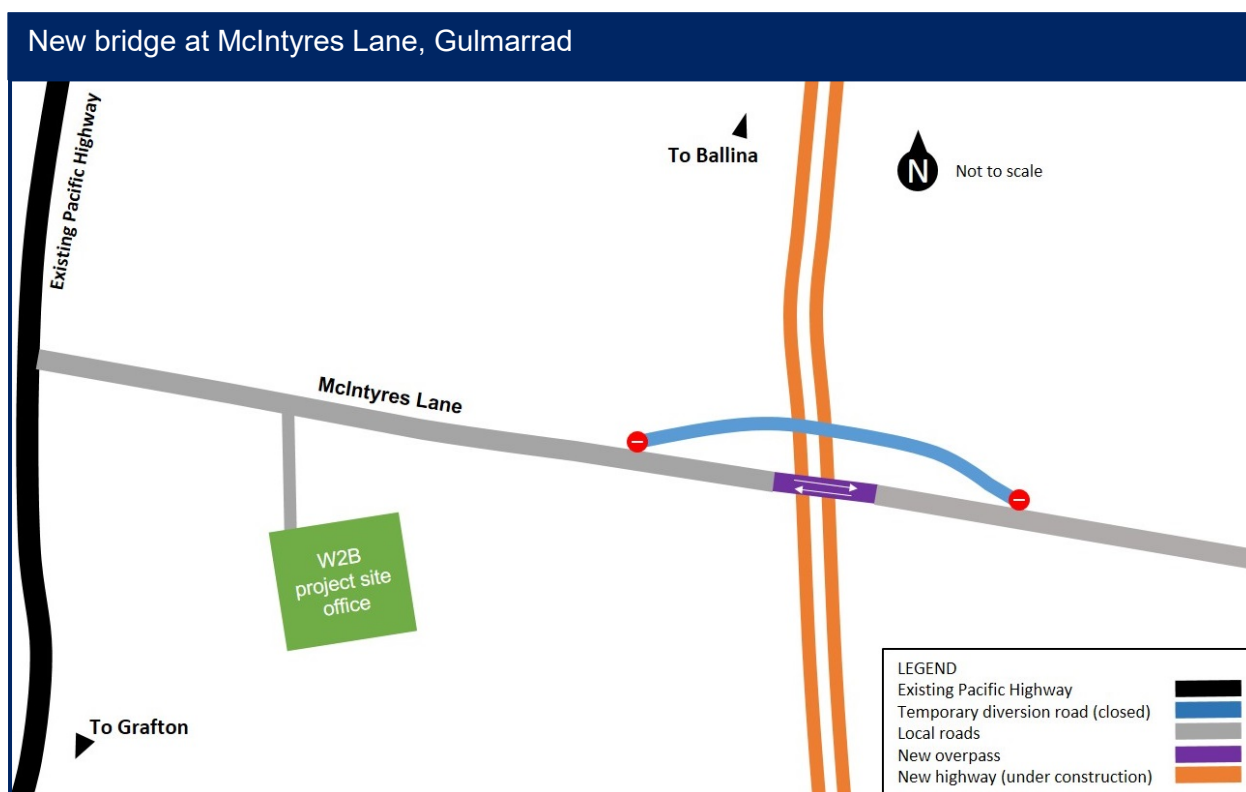 New bridge at McIntyres Lane, Gulmarrad
Existing Pacific Highway
To Ballina
N
Not to scale
McIntyres Lane
W2B
project site
office
To Grafton
LEGEND
Existing Pacific Highway
Temporary diversion road (closed)
Local roads
New overpass
New highway (under construction)